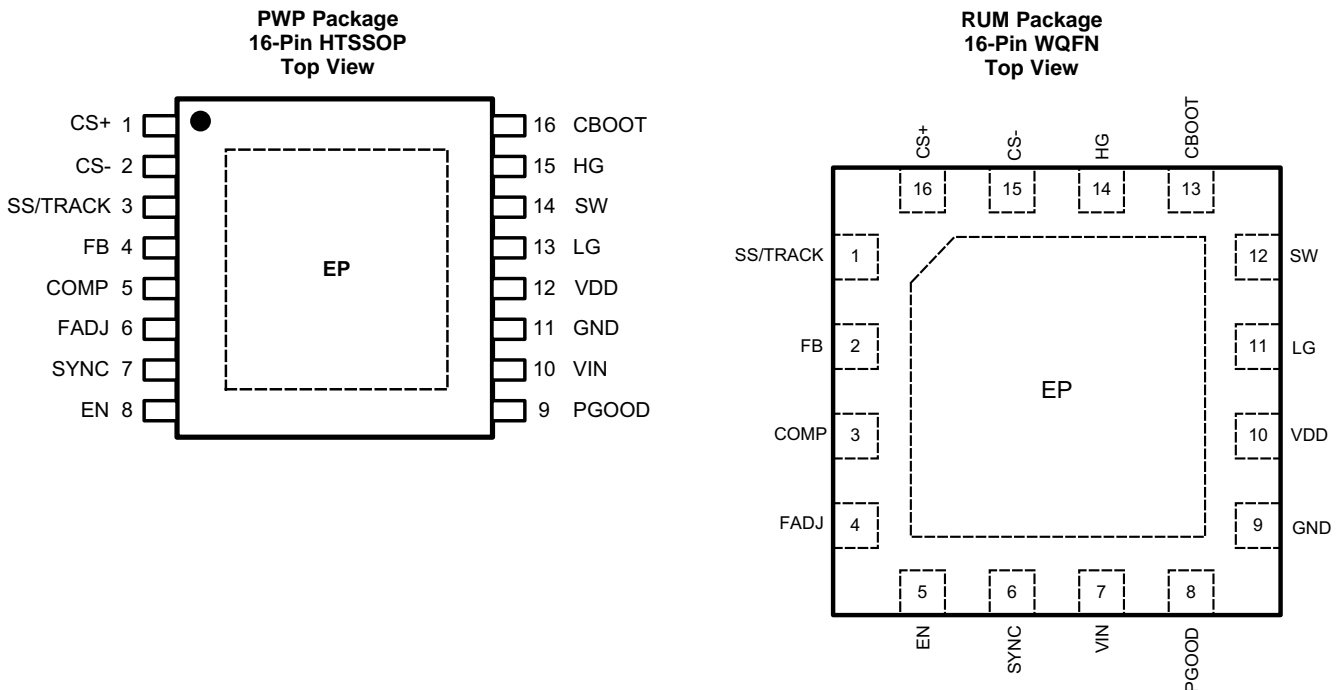 PWP Package
16-Pin HTSSOP
Top View
CS+ 1
CS- 2
SS/TRACK 3
FB 4
COMP 5
FADJ 6
SYNC 7
EN 8
EP
16 CBOOT
15 HG
14 SW
13 LG
12 VDD
11 GND
10 VIN
9 PGOOD
RUM Package
16-Pin WQFN
Top View
CS+
CS-
HG
CBOOT
16
15
14
13
SS/TRACK 1
FB 2
COMP 3
FADJ 4
EP
12 SW
11 LG
10 VDD
9 GND
5
6
7
8
EN
SYNC
VIN
PGOOD